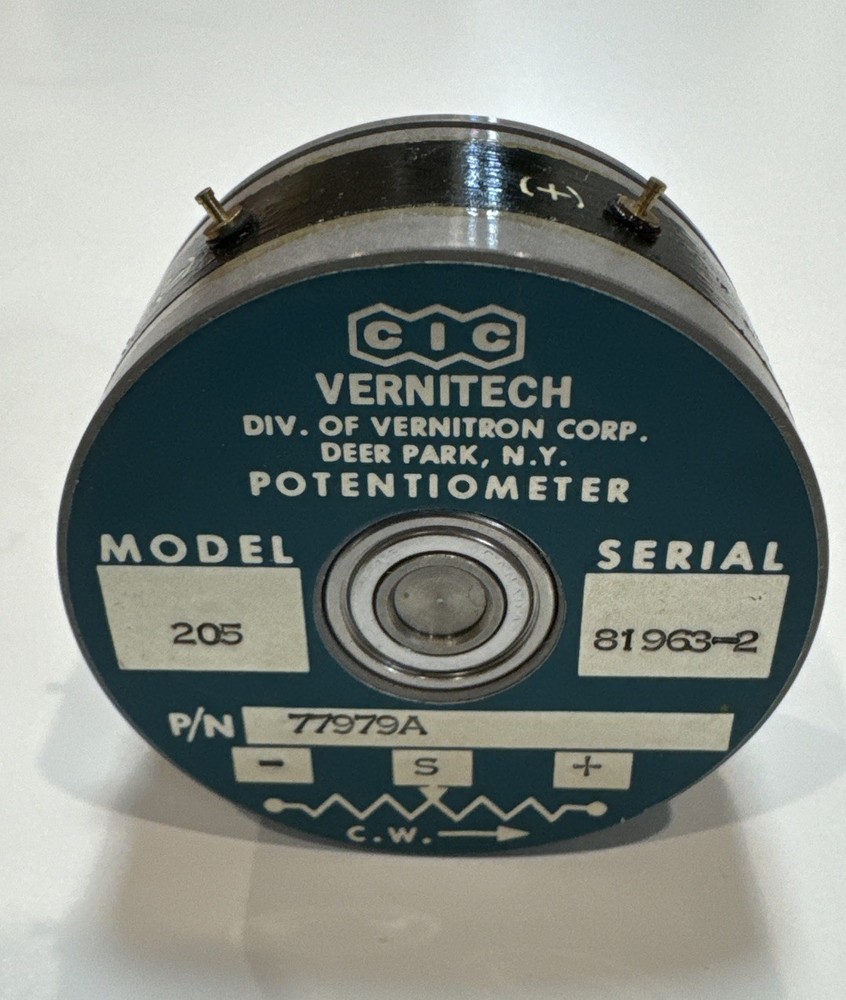 (+)
CIC
VERNITECH
DIV. OF VERNITRON CORP.
DEER PARK, N.Y.
POTENTIOMETER
MODEL
SERIAL
205
81963-2
P/N 77979A
- S +
C.W.